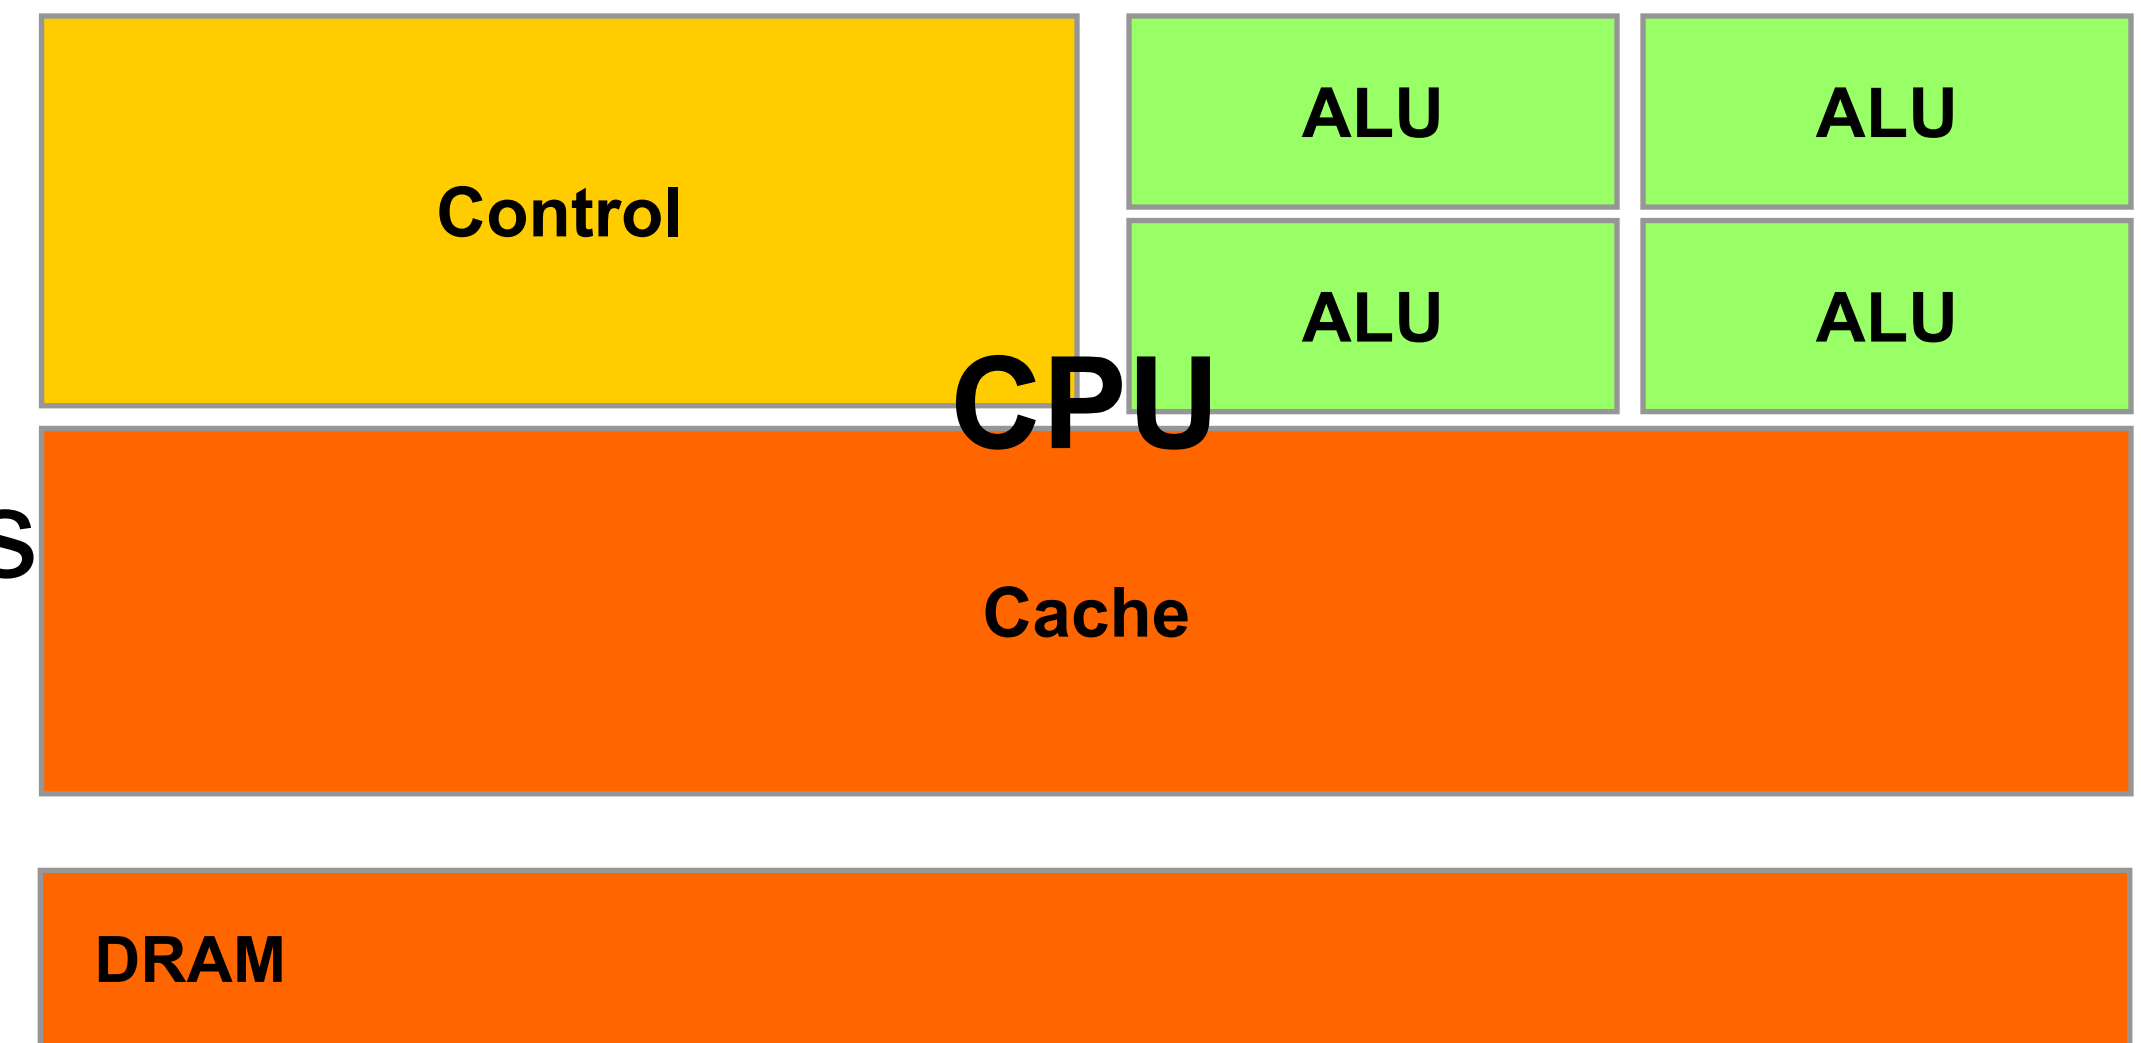 ALU ALU
Control
ALU ALU
CPU
S
Cache
DRAM